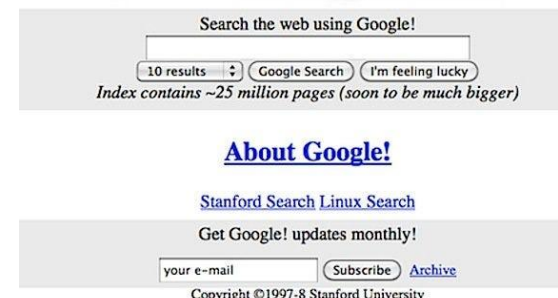 Search the web using Google!
10 results Google Search I'm feeling lucky
Index contains ~25 million pages (soon to be much bigger)
About Google!
Stanford Search Linux Search
Get Google! updates monthly!
your e-mail Subscribe Archive
Copyright ©1997-8 Stanford University